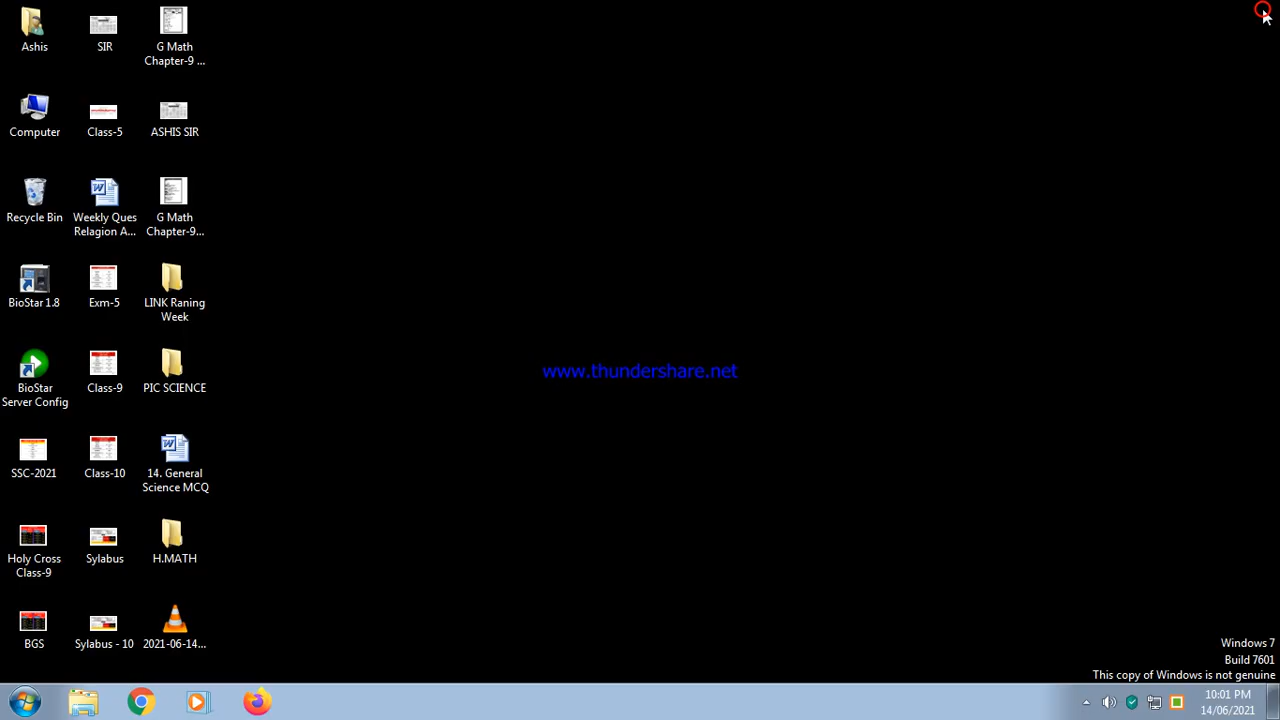 Ashis
SIR
G Math
Chapter-9 ...
Computer
Class-5
ASHIS SIR
Recycle Bin
Weekly Ques
Relagion A...
G Math
Chapter-9...
BioStar 1.8
Exm-5
LINK Raning
Week
BioStar
Server Config
Class-9
PIC SCIENCE
www.thundershare.net
SSC-2021
Class-10
14. General
Science MCQ
Holy Cross
Class-9
Sylabus
H.MATH
BGS
Sylabus - 10
2021-06-14...
Windows 7
Build 7601
This copy of Windows is not genuine
10:01 PM
14/06/2021